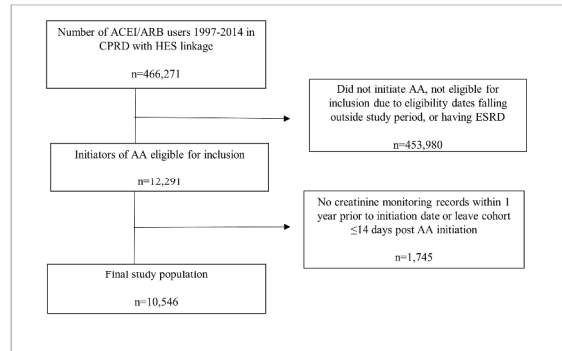 Number of ACEI/ARB users 1997-2014 in
CPRD with HES linkage
n=466,271
Did not initiate AA, not eligible for
inclusion due to eligibility dates falling
outside study period, or having ESRD
n=453,980
Initiators of AA eligible for inclusion
n=12,291
No creatinine monitoring records within 1
year prior to initiation date or leave cohort
≤14 days post AA initiation
n=1,745
Final study population
n=10,546